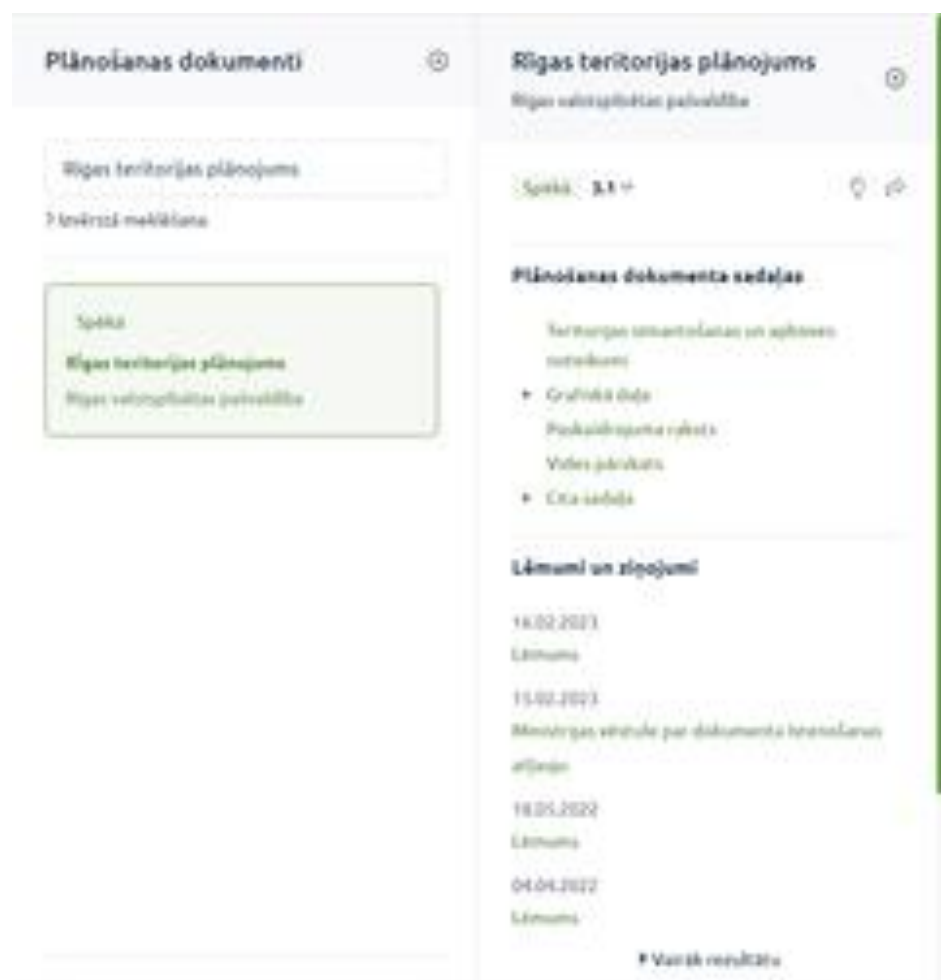 Plānošanas dokumenti
Rīgas teritorijas plānojums
? Izvērstā meklēšana
Spēkā
Rīgas teritorijas plānojums
Rīgas valstspilsētas pašvaldība
Rīgas teritorijas plānojums
Rīgas valstspilsētas pašvaldība
Spēkā 3.1
Plānošanas dokumenta sadaļas
Teritorijas izmantošanas un apbūves
noteikumi
Grafiskā daļa
Paskaidrojuma raksts
Vides pārskats
Cita sadaļa
Lēmumi un ziņojumi
16.02.2023
Lēmums
15.02.2023
Ministrijas vēstule par dokumenta īstenošanas
atļauju
18.05.2022
Lēmums
04.04.2022
Lēmums
Vairāk rezultātu